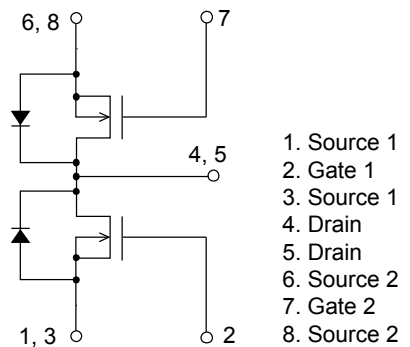 6, 8
7
4, 5
1, 3
2
1. Source 1
2. Gate 1
3. Source 1
4. Drain
5. Drain
6. Source 2
7. Gate 2
8. Source 2